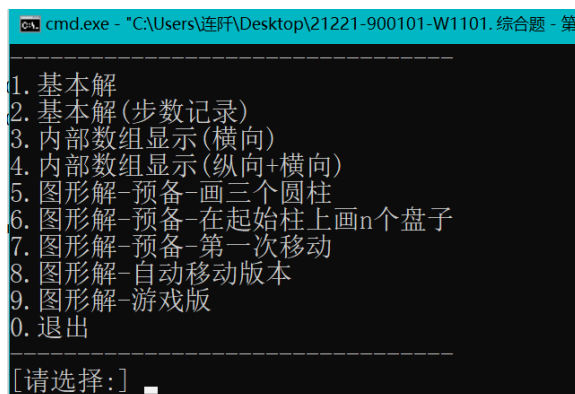 cmd.exe - "C:\Users\连阡\Desktop\21221-900101-W1101.综合题 - 第
---------------------------------
1.基本解
2.基本解(步数记录)
3.内部数组显示(横向)
4.内部数组显示(纵向+横向)
5.图形解-预备-画三个圆柱
6.图形解-预备-在起始柱上画n个盘子
7.图形解-预备-第一次移动
8.图形解-自动移动版本
9.图形解-游戏版
0.退出
---------------------------------
[请选择:]